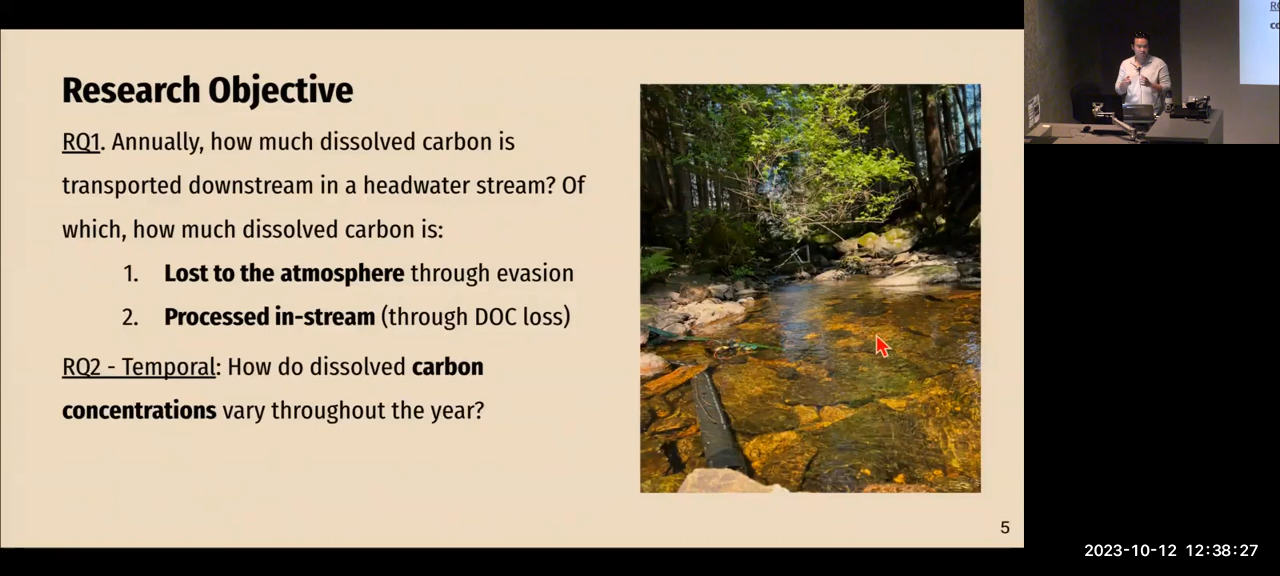 Research Objective
RQ1. Annually, how much dissolved carbon is
transported downstream in a headwater stream? Of
which, how much dissolved carbon is:
1. Lost to the atmosphere through evasion
2. Processed in-stream (through DOC loss)
RQ2 - Temporal: How do dissolved carbon
concentrations vary throughout the year?
5
2023-10-12 12:38:27